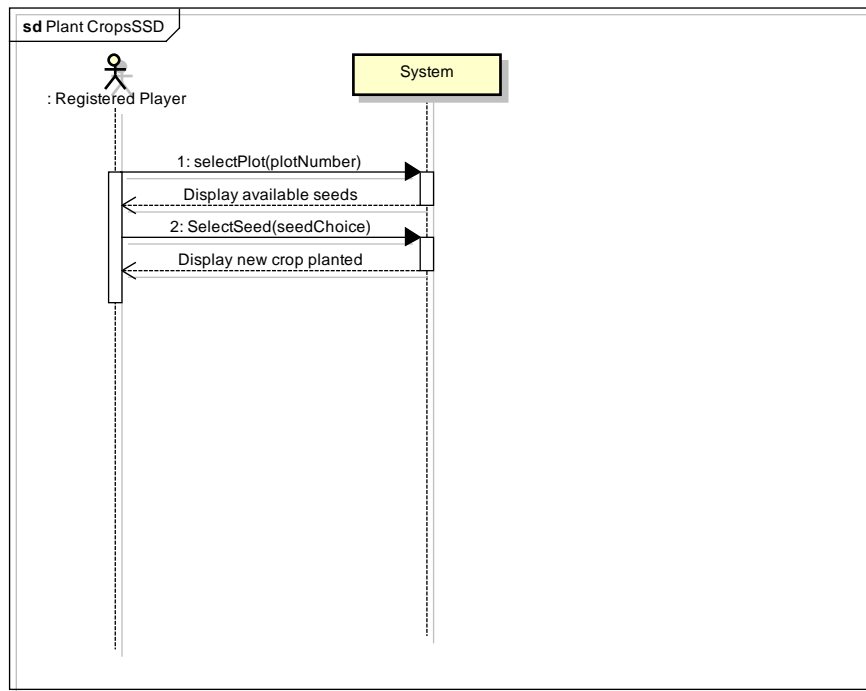 sd Plant CropsSSD
System
: Registered Player
1: selectPlot(plotNumber)
Display available seeds
2: SelectSeed(seedChoice)
Display new crop planted